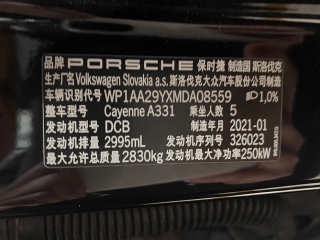 品牌 PORSCHE 保时捷 制造国 斯洛伐克
生产厂名 Volkswagen Slovakia a.s. 斯洛伐克大众汽车股份公司制造
车辆识别代号 WP1AA29YXMDA08559 1,0%
整车型号 Cayenne A331 乘坐人数 5
发动机型号 DCB 制造年月 2021-01
发动机排量 2995mL 发动机序列号 326023
最大允许总质量 2830kg 发动机最大净功率 250kW